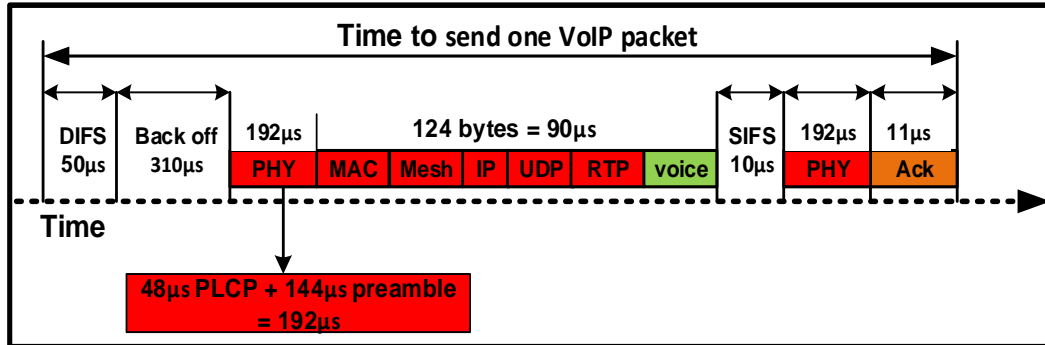 Time to send one VoIP packet
DIFS
50µs
Back off
310µs
192µs
124 bytes = 90µs
SIFS
10µs
192µs
11µs
PHY MAC Mesh IP UDP RTP voice PHY Ack
Time
48µs PLCP + 144µs preamble
= 192µs